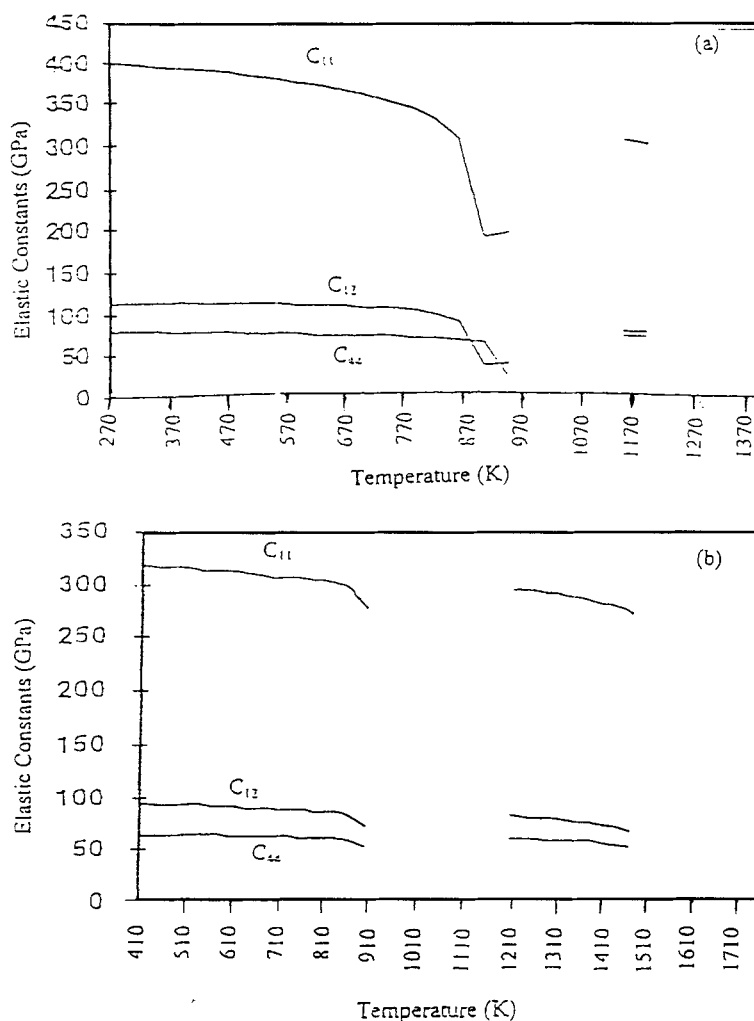 (a)
Elastic Constants (GPa)
450
400
350
300
250
200
150
100
50
0
C₁₁
C₁₂
C₄₄
270 370 470 570 670 770 870 970 1070 1170 1270 1370
Temperature (K)
(b)
Elastic Constants (GPa)
350
300
250
200
150
100
50
0
C₁₁
C₁₂
C₄₄
410 510 610 710 810 910 1010 1110 1210 1310 1410 1510 1610 1710
Temperature (K)